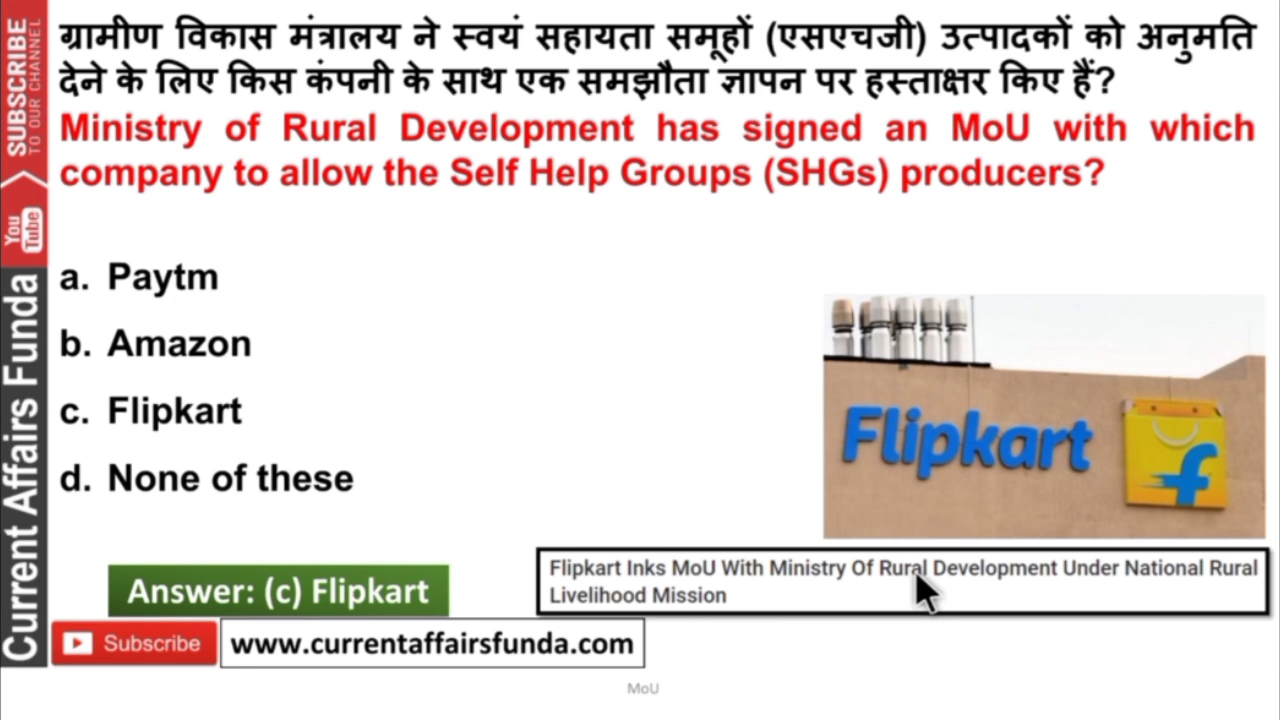 ग्रामीण विकास मंत्रालय ने स्वयं सहायता समूहों (एसएचजी) उत्पादकों को अनुमति
देने के लिए किस कंपनी के साथ एक समझौता ज्ञापन पर हस्ताक्षर किए हैं?
Ministry of Rural Development has signed an MoU with which
company to allow the Self Help Groups (SHGs) producers?
a. Paytm
b. Amazon
c. Flipkart
d. None of these
Flipkart
f
Answer: (c) Flipkart
Flipkart Inks MoU With Ministry Of Rural Development Under National Rural
Livelihood Mission
Subscribe
www.currentaffairsfunda.com
MoU
SUBSCRIBE
TO OUR CHANNEL
You
Tube
Current Affairs Funda